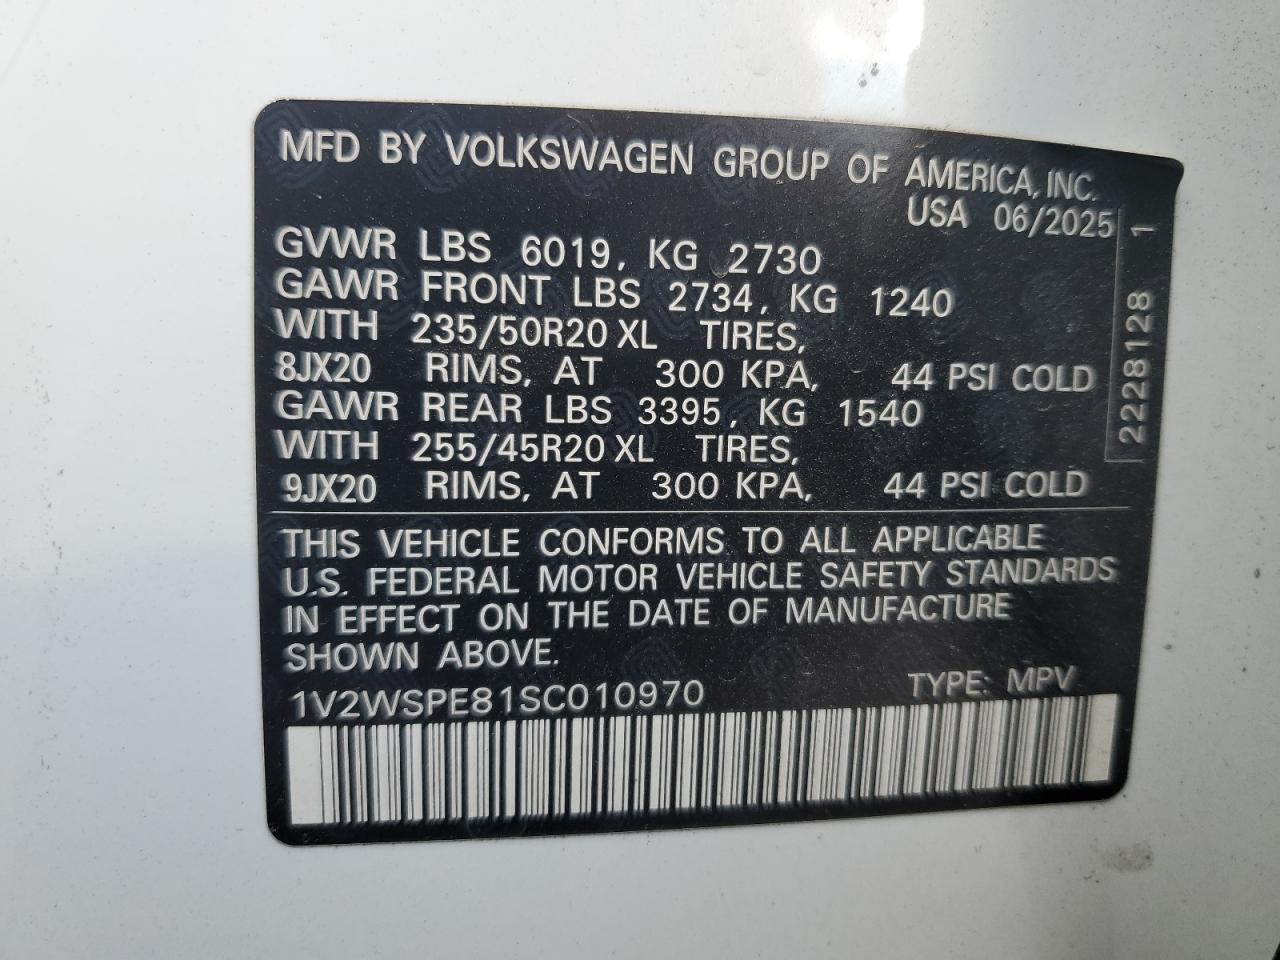 MFD BY VOLKSWAGEN GROUP OF AMERICA, INC.
USA 06/2025
GVWR LBS 6019, KG 2730
GAWR FRONT LBS 2734, KG 1240
WITH 235/50R20 XL TIRES,
8JX20 RIMS, AT 300 KPA, 44 PSI COLD
GAWR REAR LBS 3395, KG 1540
WITH 255/45R20 XL TIRES,
9JX20 RIMS, AT 300 KPA, 44 PSI COLD
2228128 1
THIS VEHICLE CONFORMS TO ALL APPLICABLE
U.S. FEDERAL MOTOR VEHICLE SAFETY STANDARDS
IN EFFECT ON THE DATE OF MANUFACTURE
SHOWN ABOVE.
1V2WSPE81SC010970 TYPE: MPV